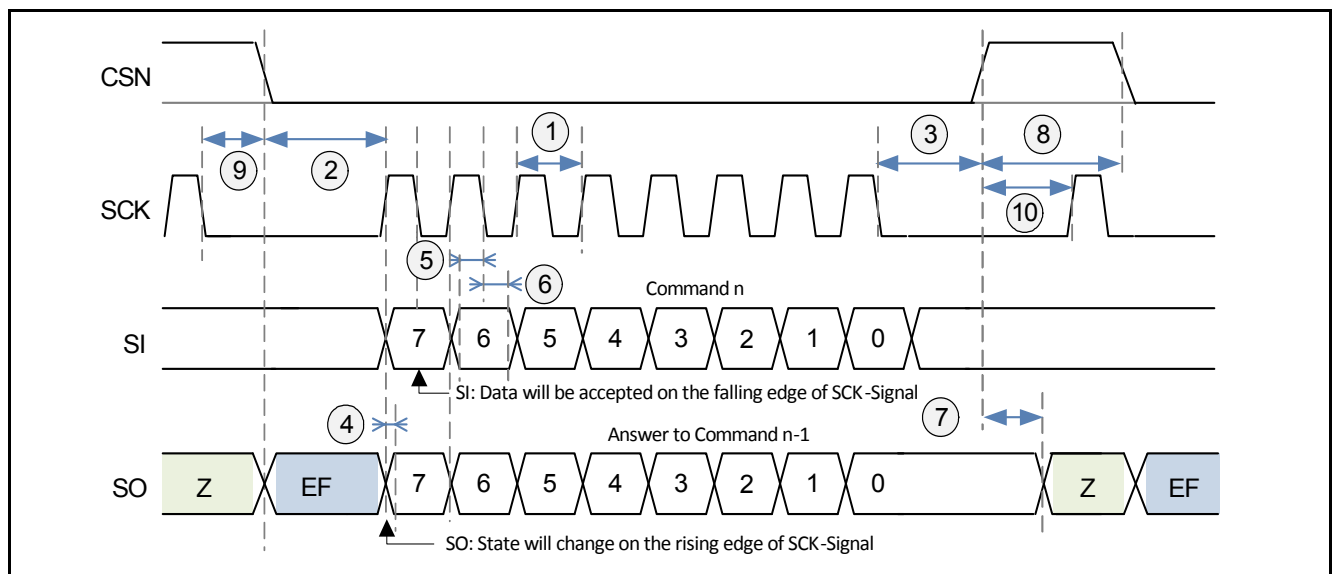 CSN
1
3
8
9
2
SCK
10
5
6
Command n
SI
7 6 5 4 3 2 1 0
SI: Data will be accepted on the falling edge of SCK-Signal
4
7
Answer to Command n-1
SO
Z EF 7 6 5 4 3 2 1 0 Z EF
SO: State will change on the rising edge of SCK-Signal